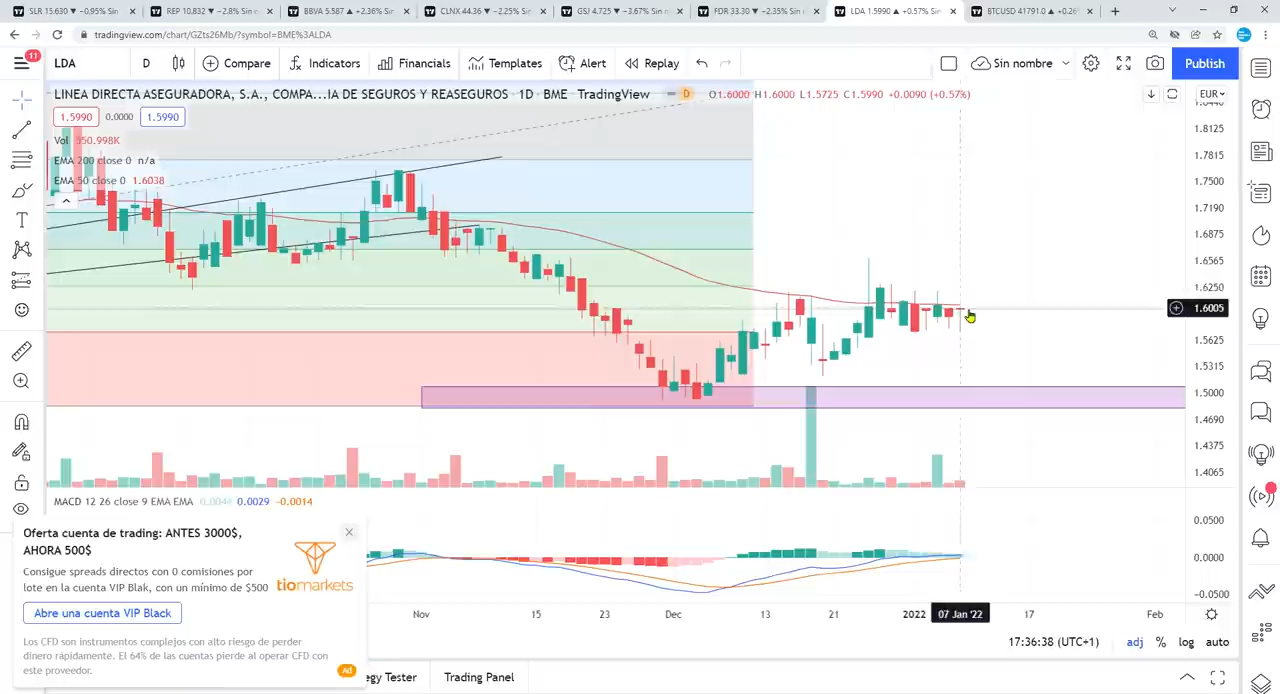 SLR 15.630 ▼ −0.95% Sin
REP 10.832 ▼ −2.8% Sin n
BBVA 5.587 ▲ +2.36% Sin
CLNX 44.36 ▼ −2.25% Sin
GSJ 4.725 ▼ −3.67% Sin n
FDR 33.30 ▼ −2.35% Sin
LDA 1.5990 ▲ +0.57% Sin
BTCUSD 41791.0 ▲ +0.26
tradingview.com/chart/GZts26Mb/?symbol=BME%3ALDA
11
LDA
D
Compare
Indicators
Financials
Templates
Alert
Replay
Sin nombre
Publish
LINEA DIRECTA ASEGURADORA, S.A., COMPA...IA DE SEGUROS Y REASEGUROS · 1D · BME · TradingView
D
O1.6000 H1.6000 L1.5725 C1.5990 +0.0090 (+0.57%)
EUR
1.5990
0.0000
1.5990
Vol 550.998K
EMA 200 close 0 n/a
EMA 50 close 0 1.6038
1.8440
1.8125
1.7815
1.7500
1.7190
1.6875
1.6565
1.6250
1.6005
1.5625
1.5315
1.5000
1.4690
1.4375
1.4065
MACD 12 26 close 9 EMA EMA 0.0044 0.0029 −0.0014
0.0500
0.0000
−0.0500
Oferta cuenta de trading: ANTES 3000$,
AHORA 500$
Consigue spreads directos con 0 comisiones por
lote en la cuenta VIP Blak, con un mínimo de $500
tiomarkets
Abre una cuenta VIP Black
Los CFD son instrumentos complejos con alto riesgo de perder
dinero rápidamente. El 64% de las cuentas pierde al operar CFD con
este proveedor.
Ad
Nov
15
23
Dec
13
21
2022
07 Jan '22
17
Feb
17:36:38 (UTC+1)
adj
%
log
auto
egy Tester
Trading Panel